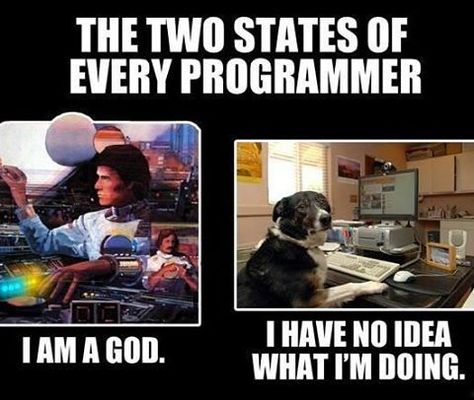 THE TWO STATES OF
EVERY PROGRAMMER
I AM A GOD.
I HAVE NO IDEA
WHAT I'M DOING.